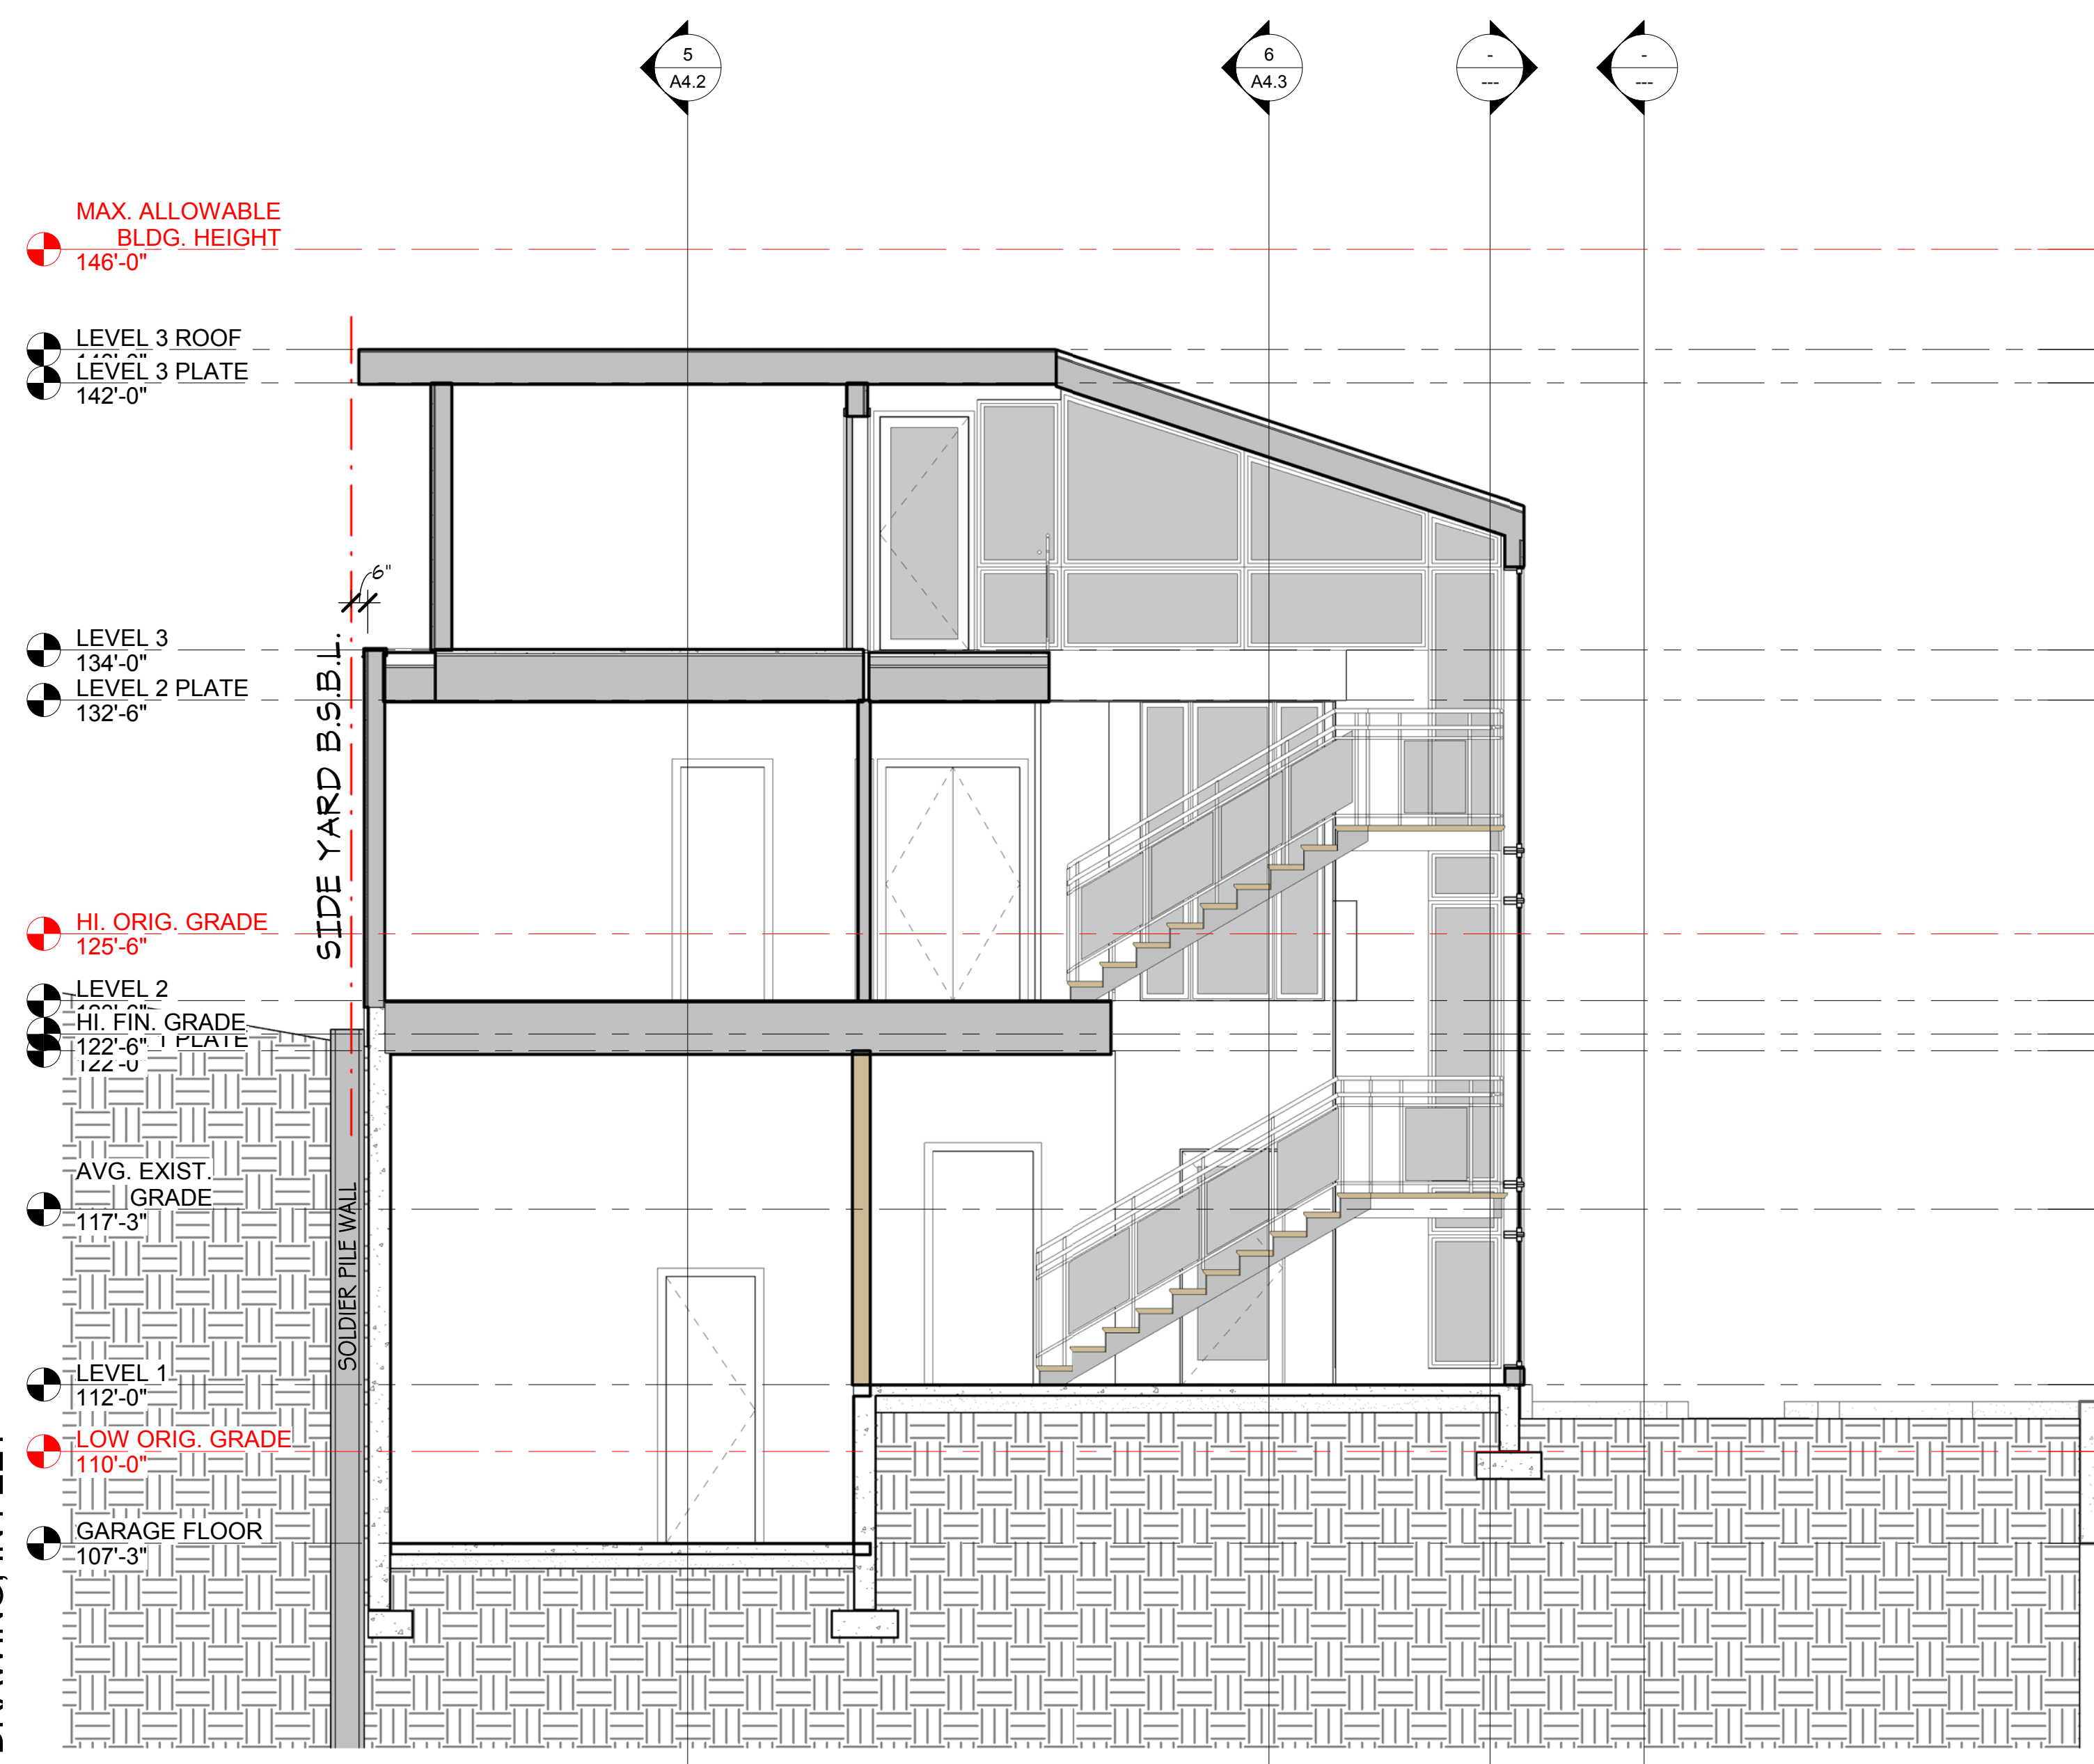 5
A4.2
6
A4.3
-
---
-
---
MAX. ALLOWABLE
BLDG. HEIGHT
146'-0"
LEVEL 3 ROOF
LEVEL 3 PLATE
142'-0"
6"
LEVEL 3
134'-0"
LEVEL 2 PLATE
132'-6"
SIDE YARD B.S.B.L.
HI. ORIG. GRADE
125'-6"
LEVEL 2
HI. FIN. GRADE
122'-6"
PLATE
122'-0"
AVG. EXIST.
GRADE
117'-3"
SOLDIER PILE WALL
LEVEL 1
112'-0"
LOW ORIG. GRADE
110'-0"
GARAGE FLOOR
107'-3"